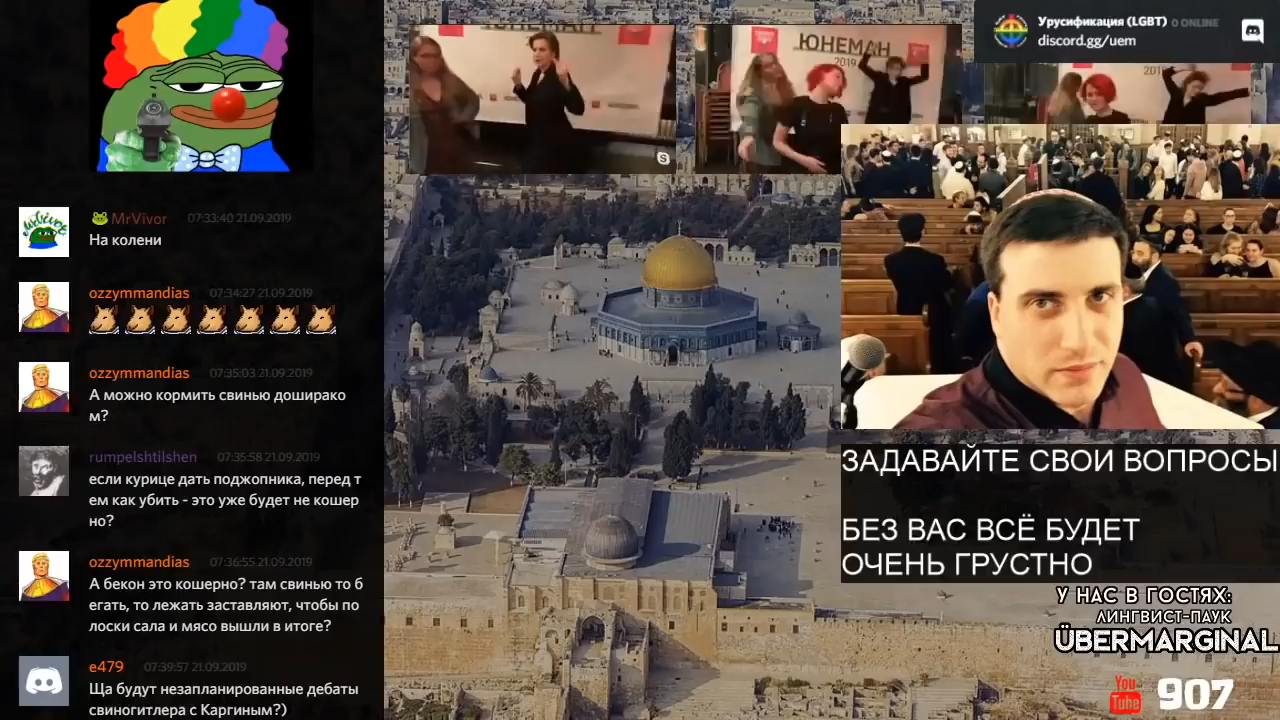 MrVivor 07:33:40 21.09.2019
На колени
ozzymmandias 07:34:27 21.09.2019
ozzymmandias 07:35:03 21.09.2019
А можно кормить свинью доширако
м?
rumpelshtilshen 07:35:58 21.09.2019
если курице дать поджопника, перед т
ем как убить - это уже будет не кошер
но?
ozzymmandias 07:36:55 21.09.2019
А бекон это кошерно? там свинью то б
егать, то лежать заставляют, чтобы по
лоски сала и мясо вышли в итоге?
e479 07:39:57 21.09.2019
Ща будут незапланированные дебаты
свиногитлера с Каргиным?)
ЮНЕМАН
2019
201
Урусификация (LGBT) 0 ONLINE
discord.gg/uem
ЗАДАВАЙТЕ СВОИ ВОПРОСЫ
БЕЗ ВАС ВСЁ БУДЕТ
ОЧЕНЬ ГРУСТНО
У НАС В ГОСТЯХ:
ЛИНГВИСТ-ПАУК
ÜBERMARGINAL
You
Tube
907